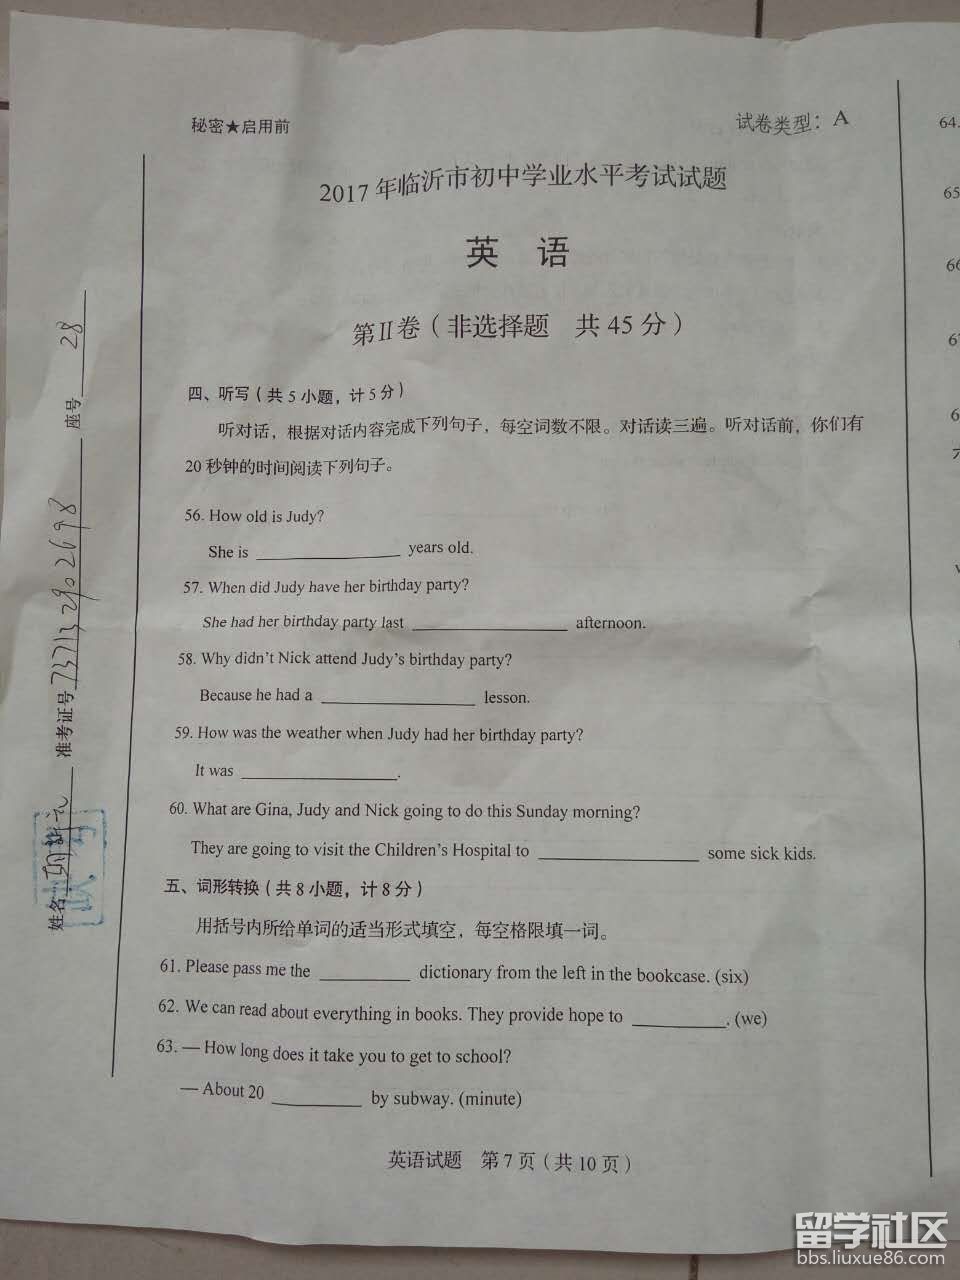 秘密★启用前
试卷类型：A
2017年临沂市初中学业水平考试试题
英 语
第Ⅱ卷（非选择题 共45分）
四、听写（共5小题，计5分）
听对话，根据对话内容完成下列句子，每空词数不限。对话读三遍。听对话前，你们有
20秒钟的时间阅读下列句子。
56. How old is Judy?
She is ____________ years old.
57. When did Judy have her birthday party?
She had her birthday party last ____________ afternoon.
58. Why didn't Nick attend Judy's birthday party?
Because he had a ____________ lesson.
59. How was the weather when Judy had her birthday party?
It was ____________.
60. What are Gina, Judy and Nick going to do this Sunday morning?
They are going to visit the Children's Hospital to ____________ some sick kids.
五、词形转换（共8小题，计8分）
用括号内所给单词的适当形式填空，每空格限填一词。
61. Please pass me the ________ dictionary from the left in the bookcase. (six)
62. We can read about everything in books. They provide hope to ________. (we)
63. — How long does it take you to get to school?
— About 20 ________ by subway. (minute)
英语试题 第7页（共10页）
姓名 准考证号 座号 28
64.
65
66
留学社区
bbs.liuxue86.com